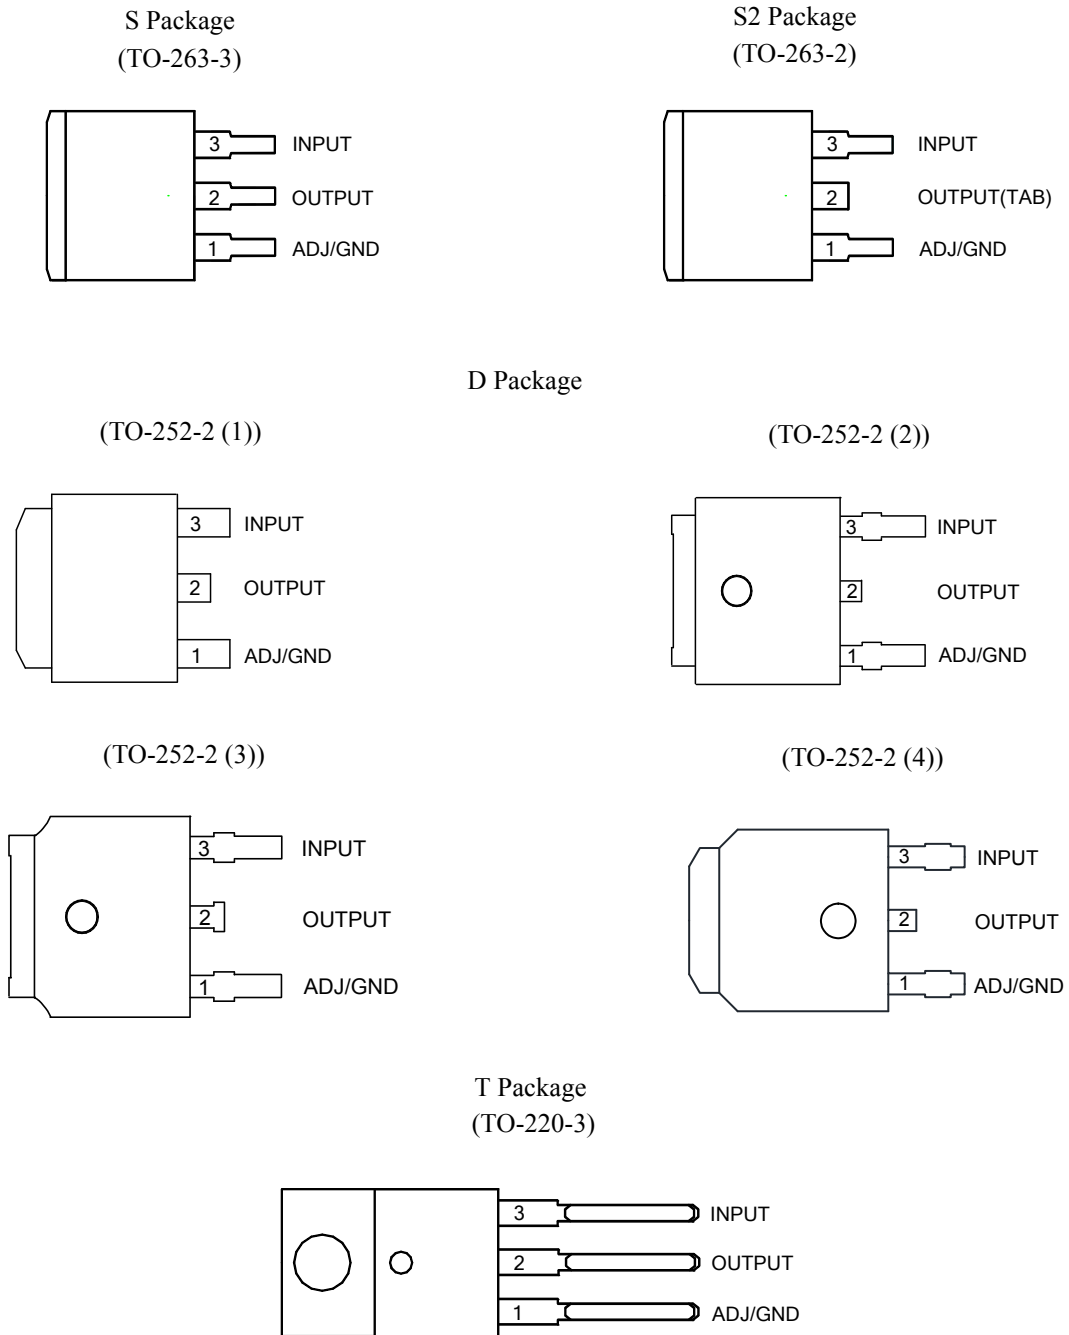 S Package
(TO-263-3)
S2 Package
(TO-263-2)
3 INPUT
2 OUTPUT
1 ADJ/GND
3 INPUT
2 OUTPUT(TAB)
1 ADJ/GND
D Package
(TO-252-2 (1))
(TO-252-2 (2))
3 INPUT
2 OUTPUT
1 ADJ/GND
3 INPUT
2 OUTPUT
1 ADJ/GND
(TO-252-2 (3))
(TO-252-2 (4))
3 INPUT
2 OUTPUT
1 ADJ/GND
3 INPUT
2 OUTPUT
1 ADJ/GND
T Package
(TO-220-3)
3 INPUT
2 OUTPUT
1 ADJ/GND